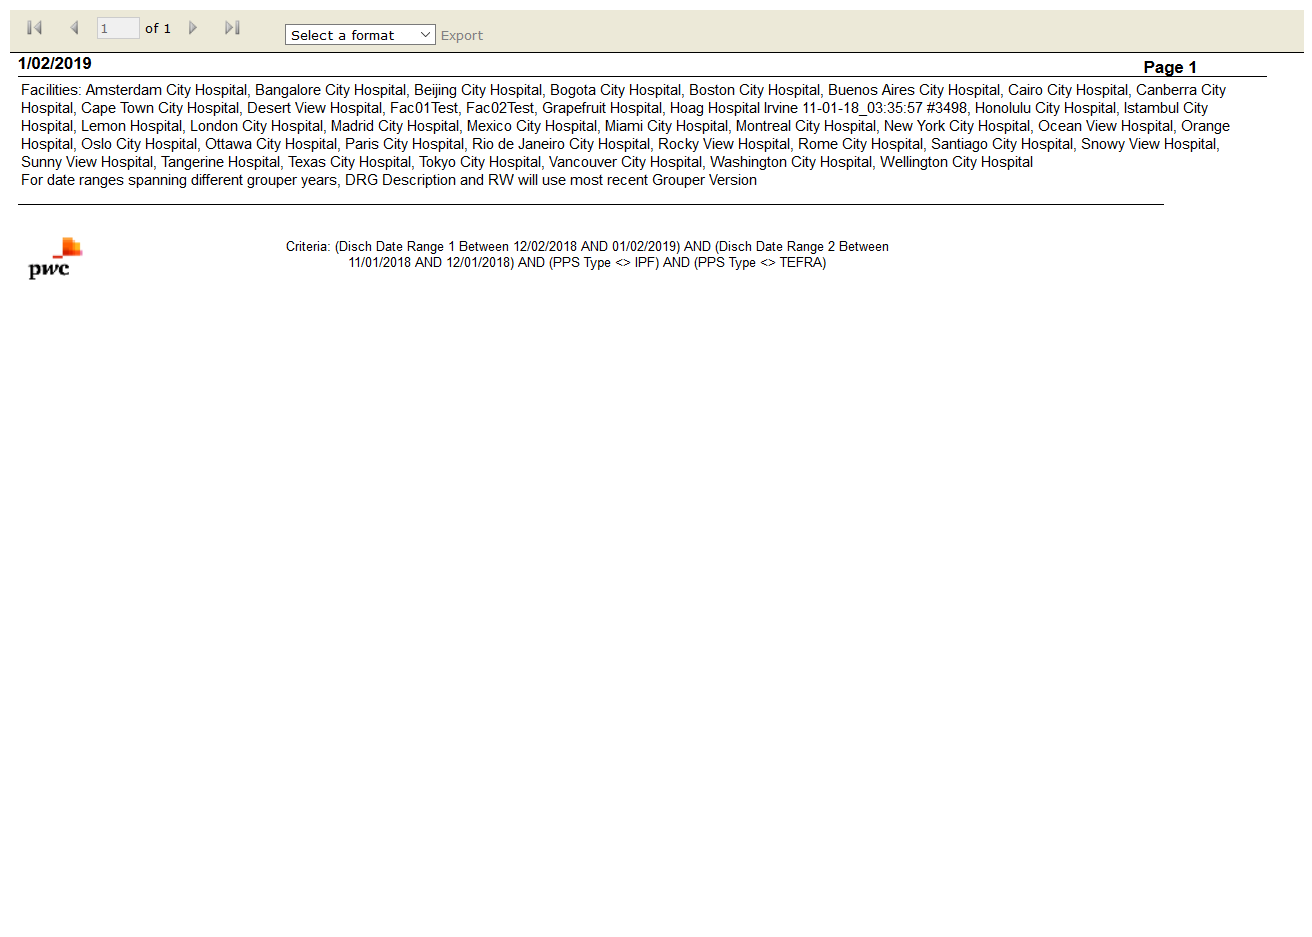 1 of 1 Select a format Export
1/02/2019
Page 1
Facilities: Amsterdam City Hospital, Bangalore City Hospital, Beijing City Hospital, Bogota City Hospital, Boston City Hospital, Buenos Aires City Hospital, Cairo City Hospital, Canberra City
Hospital, Cape Town City Hospital, Desert View Hospital, Fac01Test, Fac02Test, Grapefruit Hospital, Hoag Hospital Irvine 11-01-18_03:35:57 #3498, Honolulu City Hospital, Istambul City
Hospital, Lemon Hospital, London City Hospital, Madrid City Hospital, Mexico City Hospital, Miami City Hospital, Montreal City Hospital, New York City Hospital, Ocean View Hospital, Orange
Hospital, Oslo City Hospital, Ottawa City Hospital, Paris City Hospital, Rio de Janeiro City Hospital, Rocky View Hospital, Rome City Hospital, Santiago City Hospital, Snowy View Hospital,
Sunny View Hospital, Tangerine Hospital, Texas City Hospital, Tokyo City Hospital, Vancouver City Hospital, Washington City Hospital, Wellington City Hospital
For date ranges spanning different grouper years, DRG Description and RW will use most recent Grouper Version
pwc
Criteria: (Disch Date Range 1 Between 12/02/2018 AND 01/02/2019) AND (Disch Date Range 2 Between
11/01/2018 AND 12/01/2018) AND (PPS Type <> IPF) AND (PPS Type <> TEFRA)